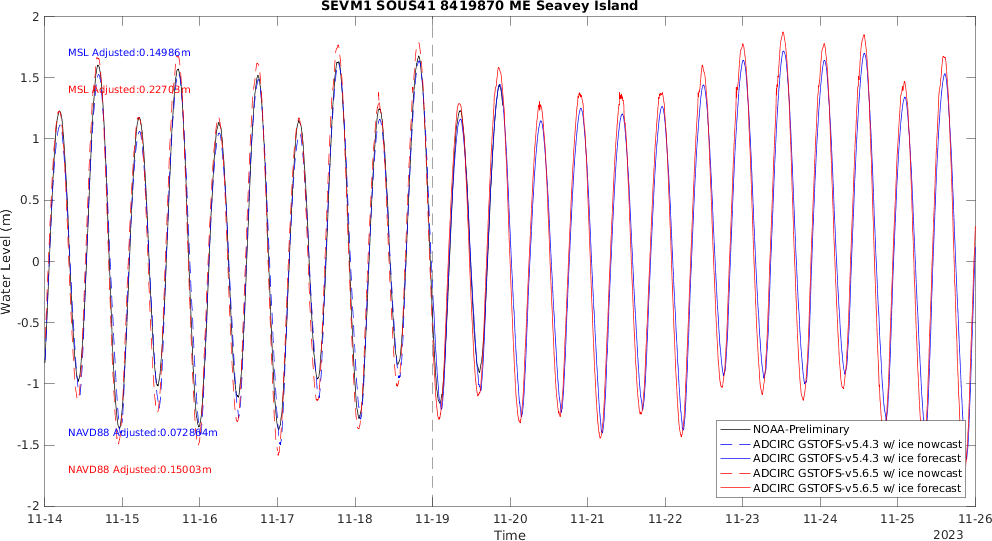 SEVM1 SOUS41 8419870 ME Seavey Island
2
1.5
1
0.5
0
-0.5
-1
-1.5
-2
Water Level (m)
MSL Adjusted:0.14986m
MSL Adjusted:0.22703m
NAVD88 Adjusted:0.072864m
NAVD88 Adjusted:0.15003m
NOAA-Preliminary
ADCIRC GSTOFS-v5.4.3 w/ ice nowcast
ADCIRC GSTOFS-v5.4.3 w/ ice forecast
ADCIRC GSTOFS-v5.6.5 w/ ice nowcast
ADCIRC GSTOFS-v5.6.5 w/ ice forecast
11-14 11-15 11-16 11-17 11-18 11-19 11-20 11-21 11-22 11-23 11-24 11-25 11-26
Time
2023